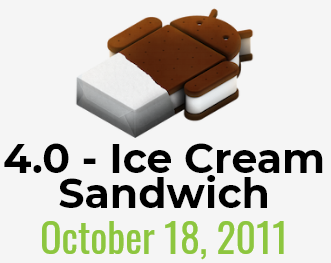 4.0 - Ice Cream
Sandwich
October 18, 2011